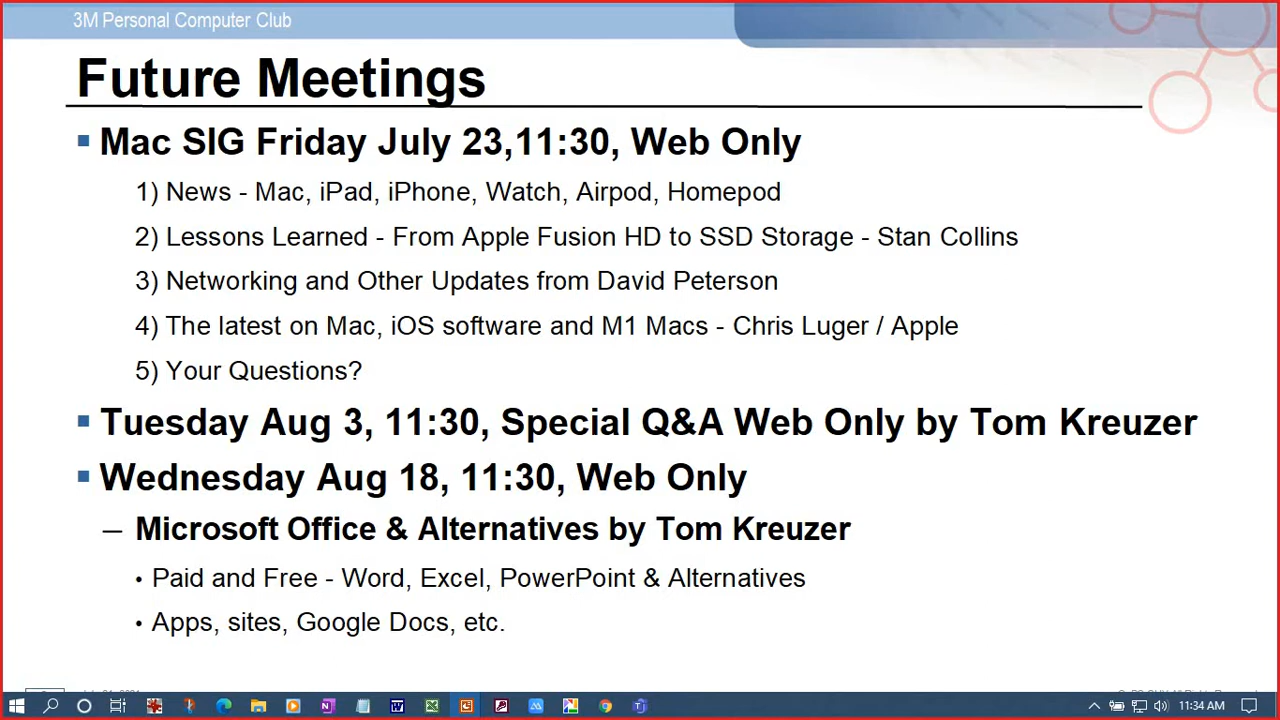 3M Personal Computer Club
Future Meetings
Mac SIG Friday July 23,11:30, Web Only
1) News - Mac, iPad, iPhone, Watch, Airpod, Homepod
2) Lessons Learned - From Apple Fusion HD to SSD Storage - Stan Collins
3) Networking and Other Updates from David Peterson
4) The latest on Mac, iOS software and M1 Macs - Chris Luger / Apple
5) Your Questions?
Tuesday Aug 3, 11:30, Special Q&A Web Only by Tom Kreuzer
Wednesday Aug 18, 11:30, Web Only
– Microsoft Office & Alternatives by Tom Kreuzer
• Paid and Free - Word, Excel, PowerPoint & Alternatives
• Apps, sites, Google Docs, etc.
11:34 AM